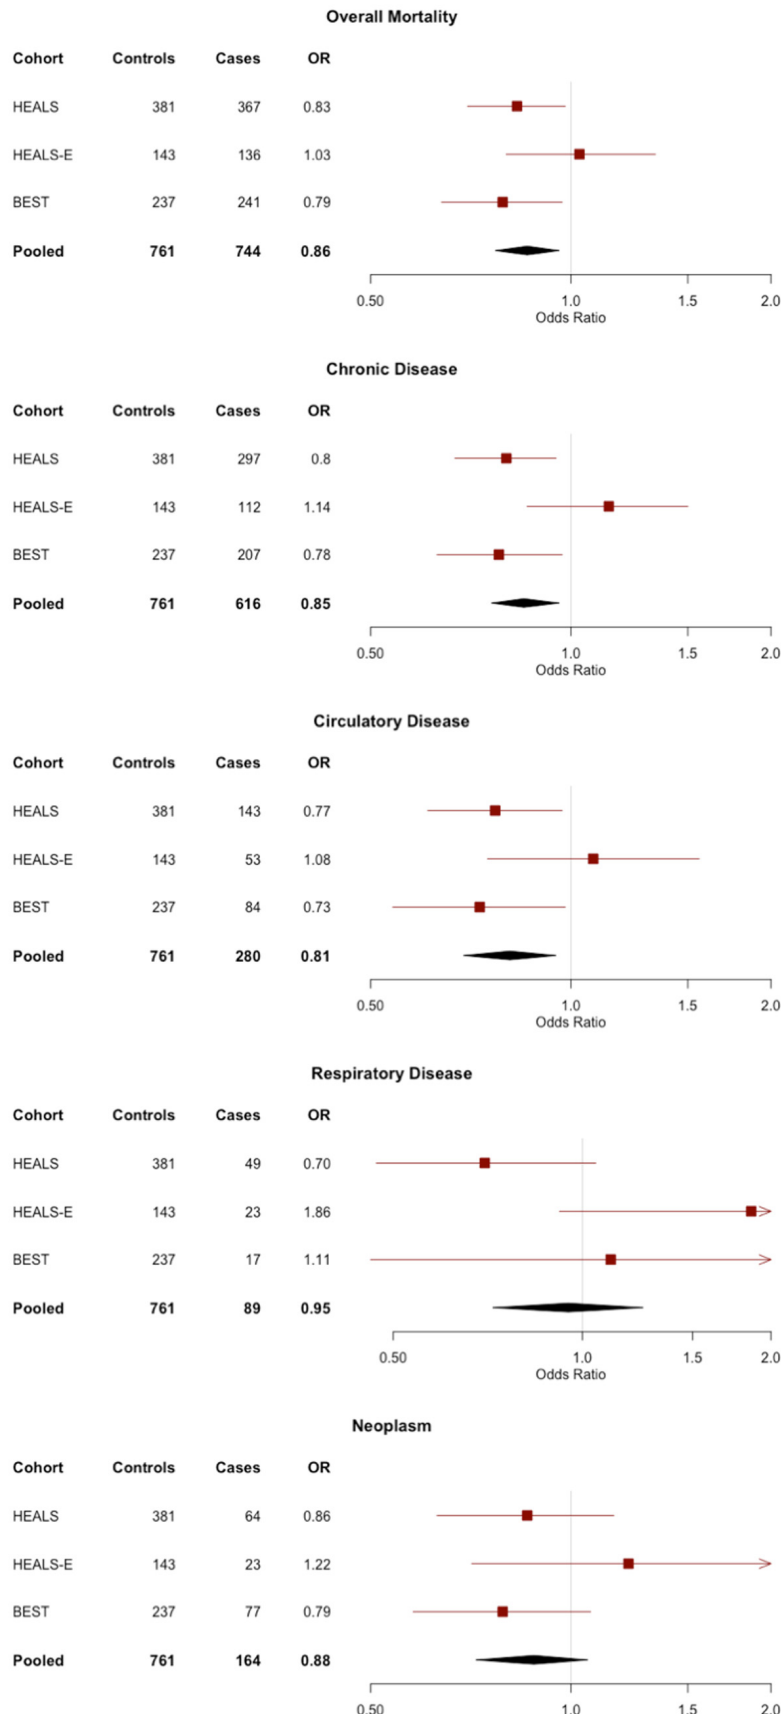 Overall Mortality
Cohort Controls Cases OR
HEALS 381 367 0.83
HEALS-E 143 136 1.03
BEST 237 241 0.79
Pooled 761 744 0.86
0.50 1.0 1.5 2.0
Odds Ratio
Chronic Disease
Cohort Controls Cases OR
HEALS 381 297 0.8
HEALS-E 143 112 1.14
BEST 237 207 0.78
Pooled 761 616 0.85
0.50 1.0 1.5 2.0
Odds Ratio
Circulatory Disease
Cohort Controls Cases OR
HEALS 381 143 0.77
HEALS-E 143 53 1.08
BEST 237 84 0.73
Pooled 761 280 0.81
0.50 1.0 1.5 2.0
Odds Ratio
Respiratory Disease
Cohort Controls Cases OR
HEALS 381 49 0.70
HEALS-E 143 23 1.86
BEST 237 17 1.11
Pooled 761 89 0.95
0.50 1.0 1.5 2.0
Odds Ratio
Neoplasm
Cohort Controls Cases OR
HEALS 381 64 0.86
HEALS-E 143 23 1.22
BEST 237 77 0.79
Pooled 761 164 0.88
0.50 1.0 1.5 2.0